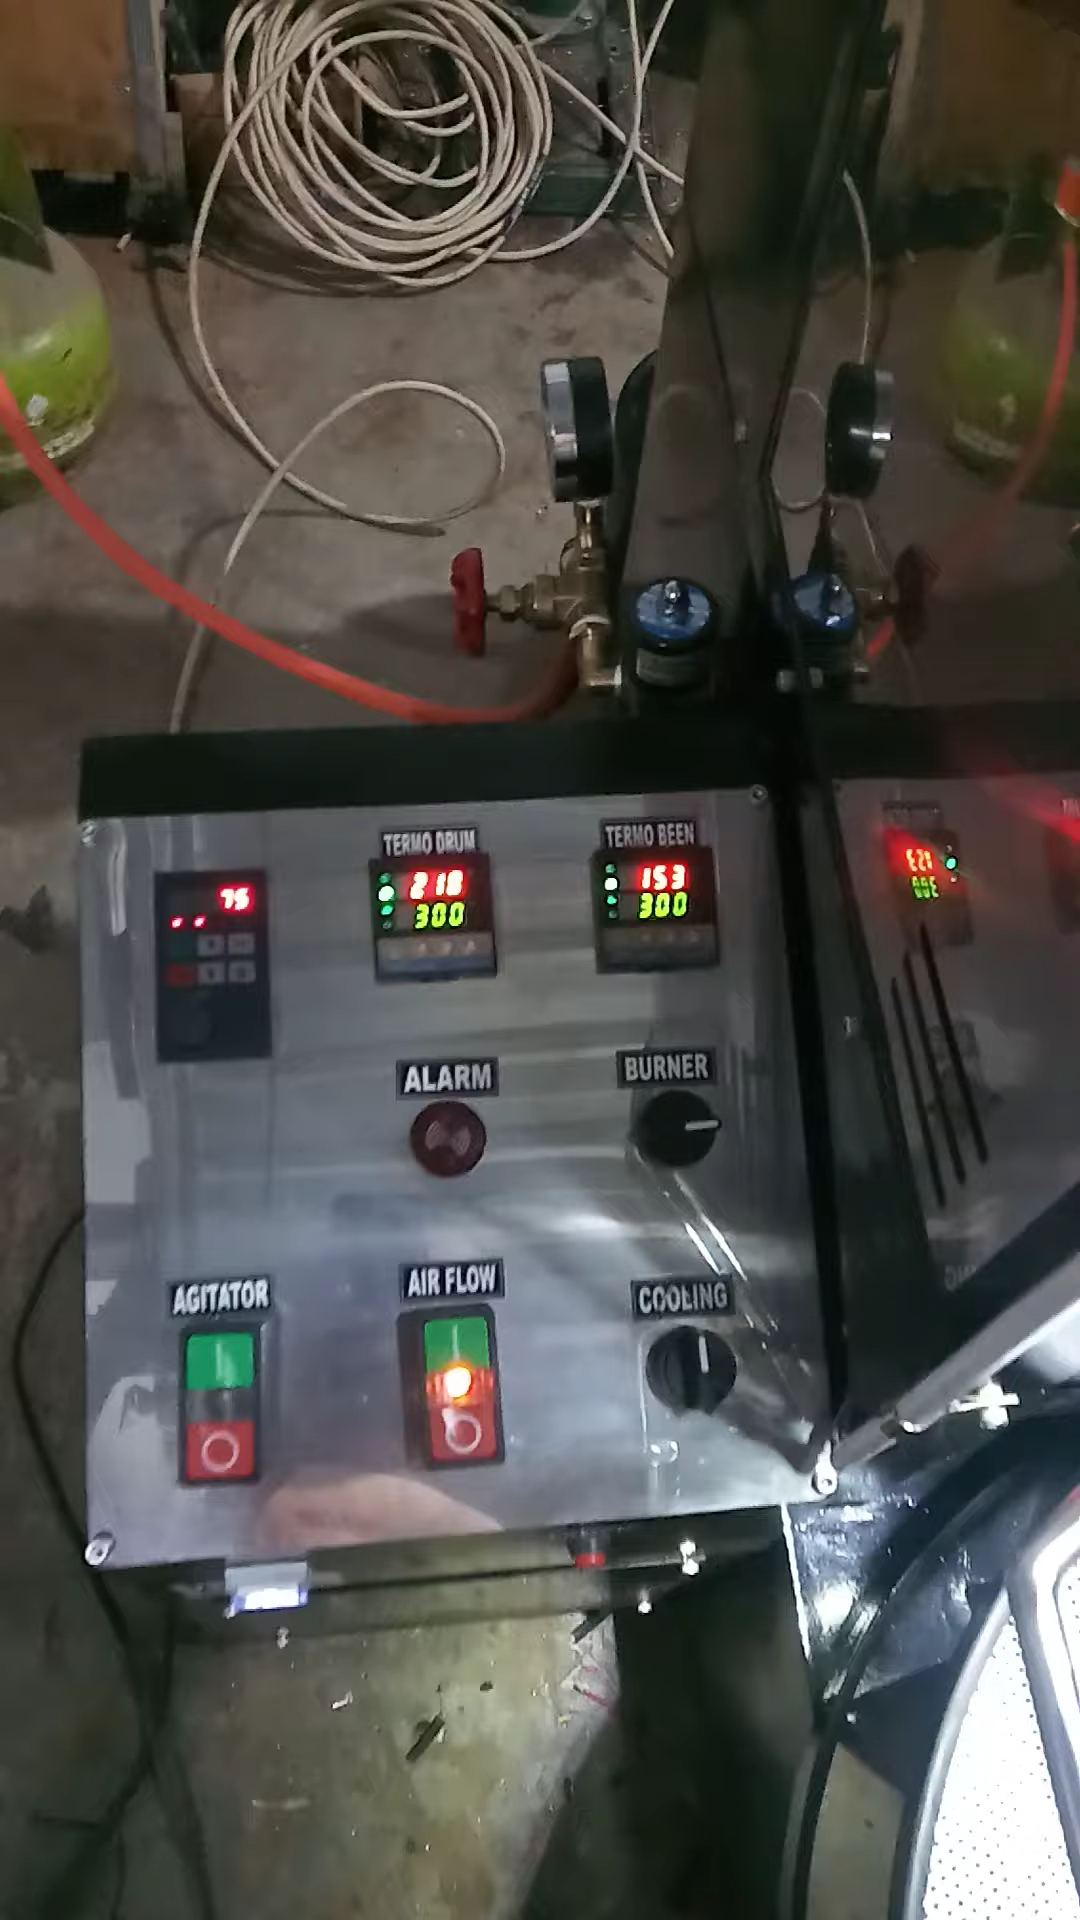 TERMO DRUM
TERMO BEEN
75
218
300
153
300
ALARM
BURNER
AGITATOR
AIR FLOW
COOLING